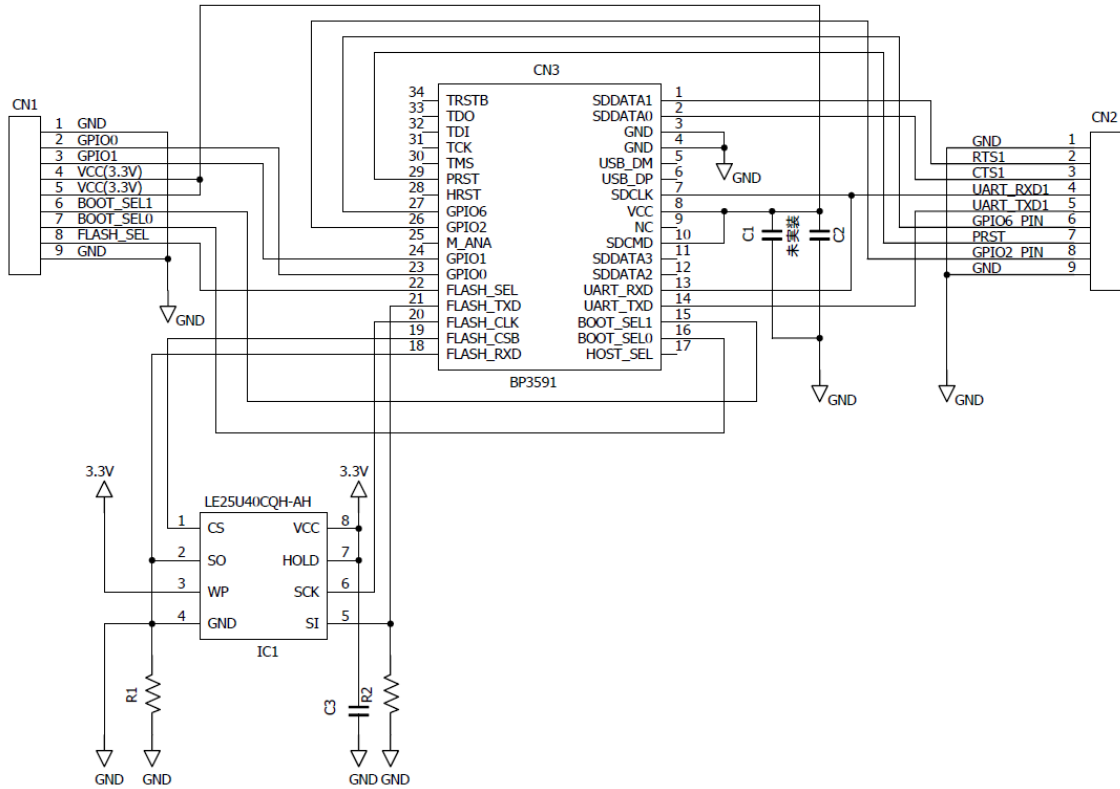 CN1
1 GND
2 GPIO0
3 GPIO1
4 VCC(3.3V)
5 VCC(3.3V)
6 BOOT_SEL1
7 BOOT_SEL0
8 FLASH_SEL
9 GND
GND
CN3
34 TRSTB
33 TDO
32 TDI
31 TCK
30 TMS
29 PRST
28 HRST
27 GPIO6
26 GPIO2
25 M_ANA
24 GPIO1
23 GPIO0
22 FLASH_SEL
21 FLASH_TXD
20 FLASH_CLK
19 FLASH_CSB
18 FLASH_RXD
SDDATA1 1
SDDATA0 2
GND 3
GND 4
USB_DM 5
USB_DP 6
SDCLK 7
VCC 8
NC 9
SDCMD 10
SDDATA3 11
SDDATA2 12
UART_RXD 13
UART_TXD 14
BOOT_SEL1 15
BOOT_SEL0 16
HOST_SEL 17
BP3591
GND
C1
未実装
C2
GND
CN2
GND 1
RTS1 2
CTS1 3
UART_RXD1 4
UART_TXD1 5
GPIO6_PIN 6
PRST 7
GPIO2_PIN 8
GND 9
GND
3.3V
3.3V
LE25U40CQH-AH
1 CS
2 SO
3 WP
4 GND
VCC 8
HOLD 7
SCK 6
SI 5
IC1
R1
C3
R2
GND
GND
GND
GND